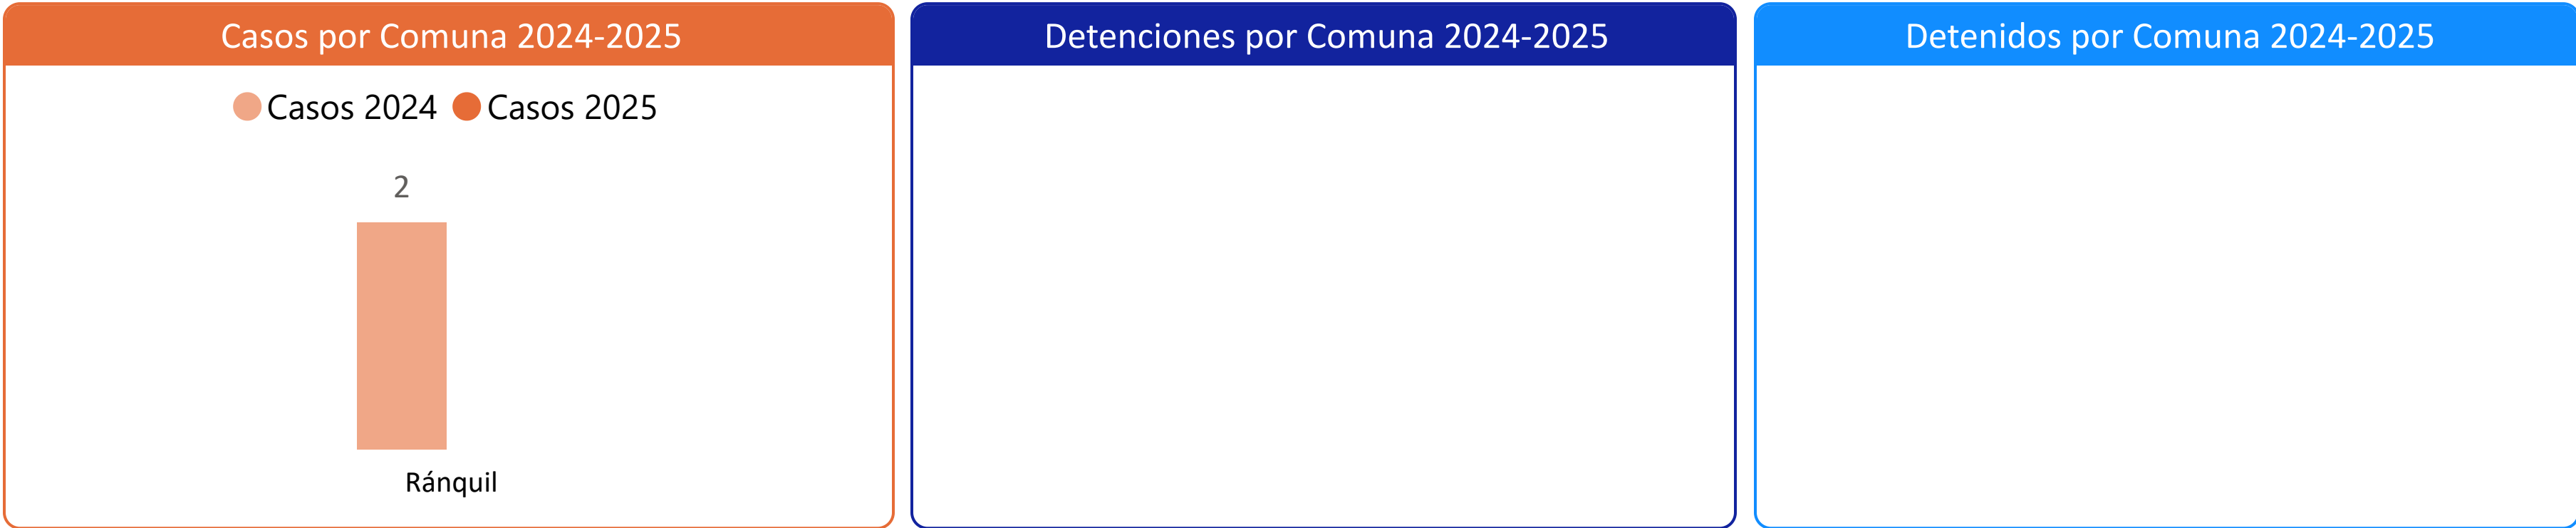 Casos por Comuna 2024-2025
Casos 2024 Casos 2025
2
Ránquil
Detenciones por Comuna 2024-2025
Detenidos por Comuna 2024-2025